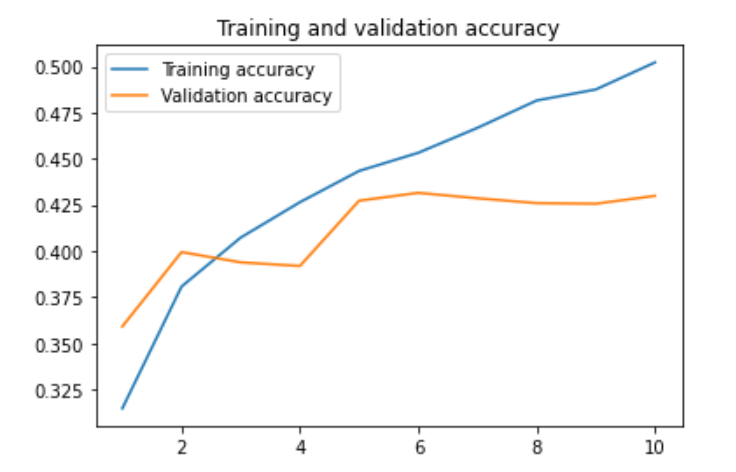 Training and validation accuracy
Training accuracy
Validation accuracy
0.500
0.475
0.450
0.425
0.400
0.375
0.350
0.325
2 4 6 8 10